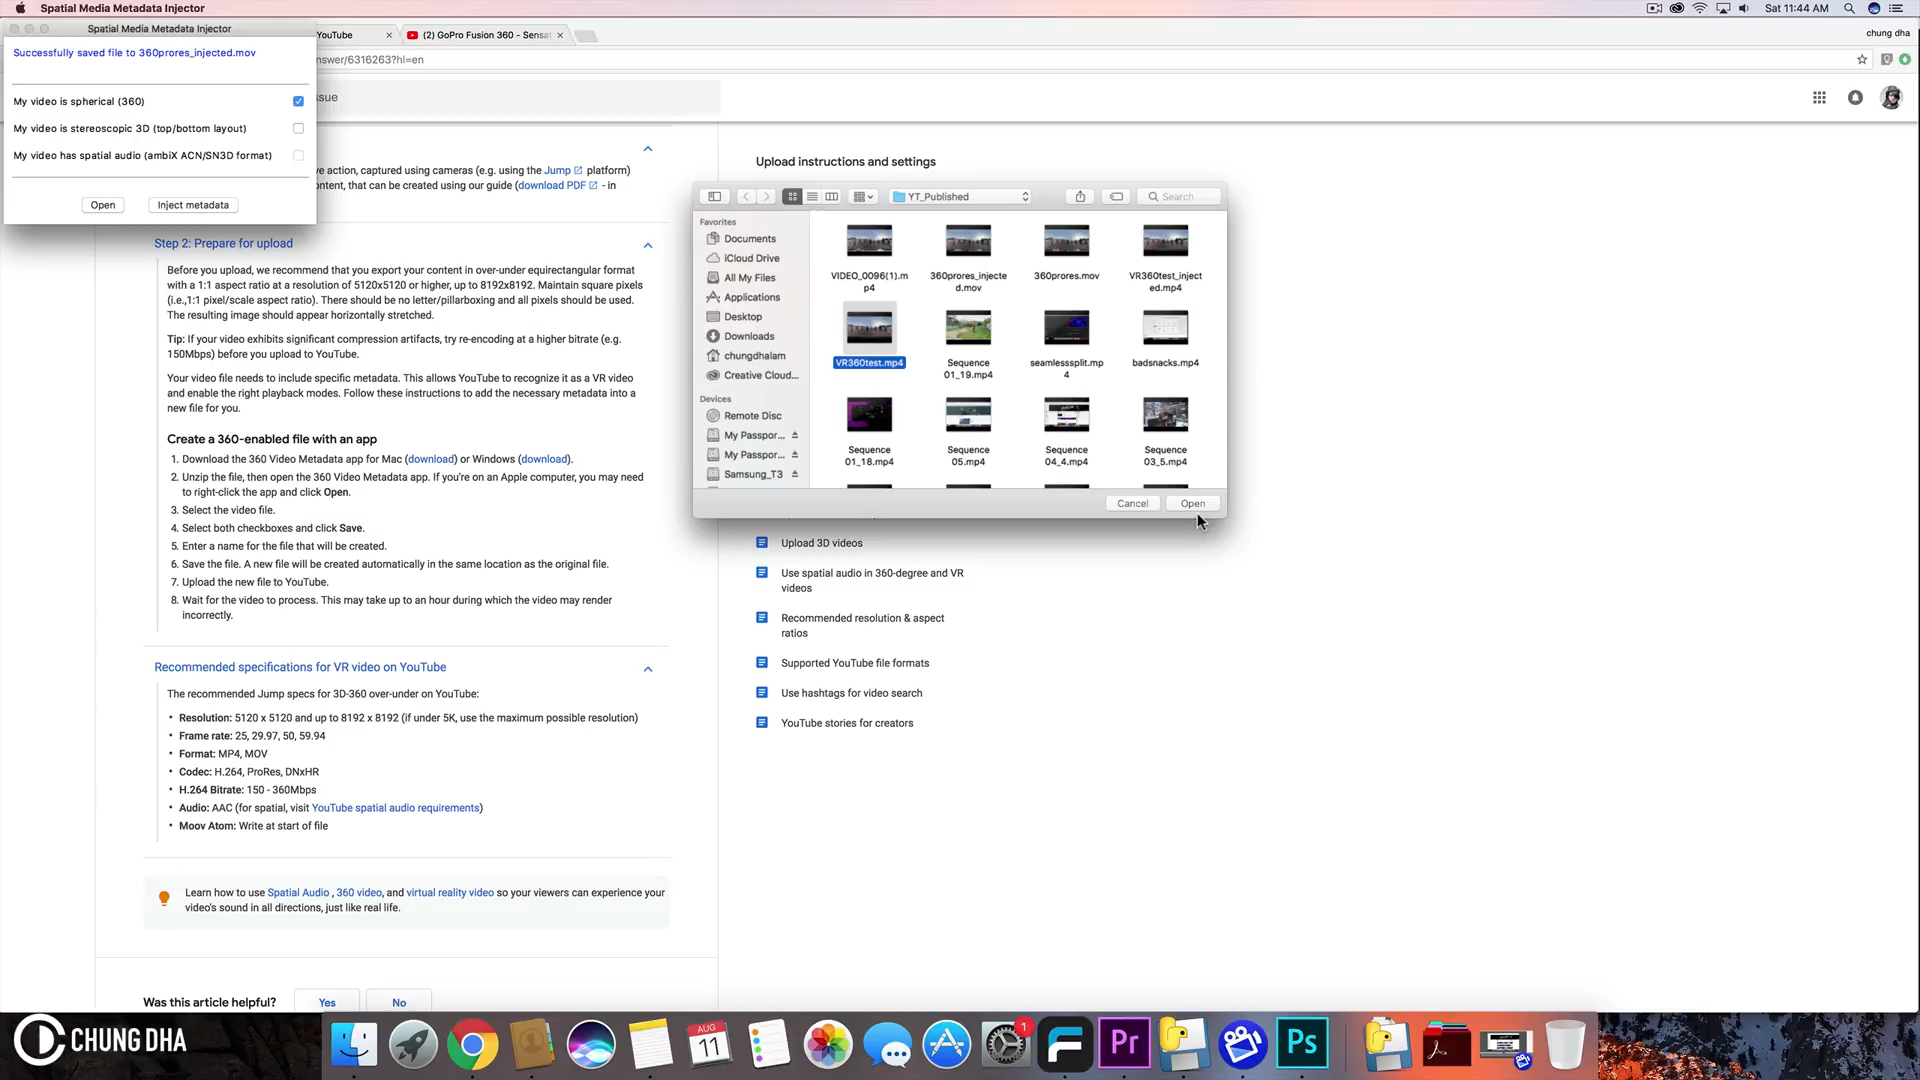 Spatial Media Metadata Injector
Sat 11:44 AM
Spatial Media Metadata Injector
Successfully saved file to 360prores_injected.mov
My video is spherical (360)
My video is stereoscopic 3D (top/bottom layout)
My video has spatial audio (ambiX ACN/SN3D format)
Open
Inject metadata
YouTube
(2) GoPro Fusion 360 - Sensat
chung dha
nswer/6316263?hl=en
ssue
ve action, captured using cameras (e.g. using the Jump platform)
ontent, that can be created using our guide (download PDF - in
Step 2: Prepare for upload
Before you upload, we recommend that you export your content in over-under equirectangular format
with a 1:1 aspect ratio at a resolution of 5120x5120 or higher, up to 8192x8192. Maintain square pixels
(i.e.,1:1 pixel/scale aspect ratio). There should be no letter/pillarboxing and all pixels should be used.
The resulting image should appear horizontally stretched.
Tip: If your video exhibits significant compression artifacts, try re-encoding at a higher bitrate (e.g.
150Mbps) before you upload to YouTube.
Your video file needs to include specific metadata. This allows YouTube to recognize it as a VR video
and enable the right playback modes. Follow these instructions to add the necessary metadata into a
new file for you.
Create a 360-enabled file with an app
1. Download the 360 Video Metadata app for Mac (download) or Windows (download).
2. Unzip the file, then open the 360 Video Metadata app. If you're on an Apple computer, you may need
to right-click the app and click Open.
3. Select the video file.
4. Select both checkboxes and click Save.
5. Enter a name for the file that will be created.
6. Save the file. A new file will be created automatically in the same location as the original file.
7. Upload the new file to YouTube.
8. Wait for the video to process. This may take up to an hour during which the video may render
incorrectly.
Recommended specifications for VR video on YouTube
The recommended Jump specs for 3D-360 over-under on YouTube:
• Resolution: 5120 x 5120 and up to 8192 x 8192 (if under 5K, use the maximum possible resolution)
• Frame rate: 25, 29.97, 50, 59.94
• Format: MP4, MOV
• Codec: H.264, ProRes, DNxHR
• H.264 Bitrate: 150 - 360Mbps
• Audio: AAC (for spatial, visit YouTube spatial audio requirements)
• Moov Atom: Write at start of file
Learn how to use Spatial Audio , 360 video, and virtual reality video so your viewers can experience your
video's sound in all directions, just like real life.
Was this article helpful?
Yes
No
Upload instructions and settings
YT_Published
Search
Favorites
Documents
iCloud Drive
All My Files
Applications
Desktop
Downloads
chungdhalam
Creative Cloud...
Devices
Remote Disc
My Passpor...
My Passpor...
Samsung_T3
VIDEO_0096(1).m
p4
360prores_injecte
d.mov
360prores.mov
VR360test_inject
ed.mp4
VR360test.mp4
Sequence
01_19.mp4
seamlesssplit.mp
4
badsnacks.mp4
Sequence
01_18.mp4
Sequence
05.mp4
Sequence
04_4.mp4
Sequence
03_5.mp4
Cancel
Open
Upload 3D videos
Use spatial audio in 360-degree and VR
videos
Recommended resolution & aspect
ratios
Supported YouTube file formats
Use hashtags for video search
YouTube stories for creators
CHUNG DHA
AUG
11
1
Pr
Ps